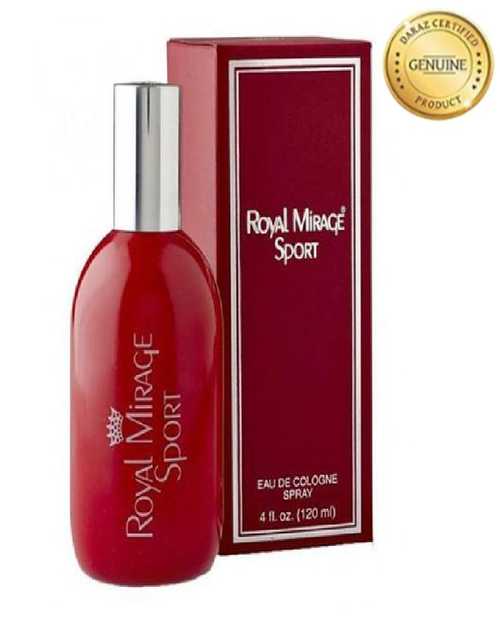 DARAZ CERTIFIED
GENUINE
PRODUCT
ROYAL MIRAGE®
SPORT
EAU DE COLOGNE
SPRAY
4 fl. oz. (120 ml)
ROYAL MIRAGE
SPORT